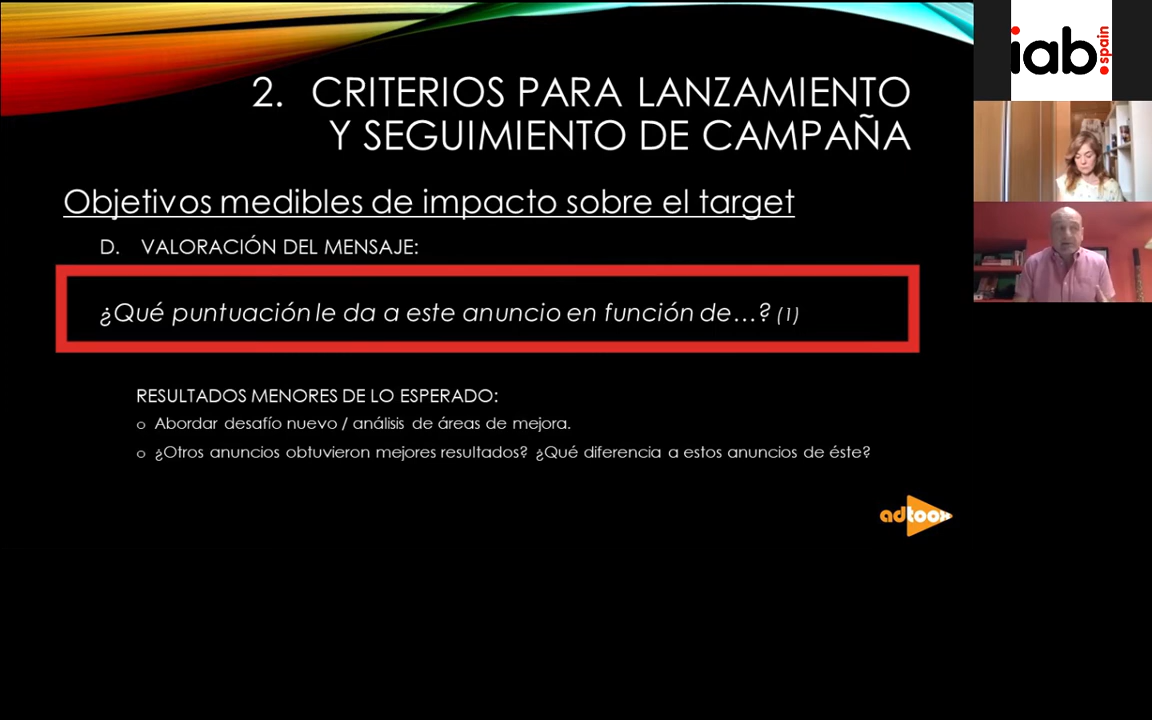 2. CRITERIOS PARA LANZAMIENTO
Y SEGUIMIENTO DE CAMPAÑA
Objetivos medibles de impacto sobre el target
D. VALORACIÓN DEL MENSAJE:
¿Qué puntuación le da a este anuncio en función de...? (1)
RESULTADOS MENORES DE LO ESPERADO:
o Abordar desafío nuevo / análisis de áreas de mejora.
o ¿Otros anuncios obtuvieron mejores resultados? ¿Qué diferencia a estos anuncios de éste?
adtoox
iab spain